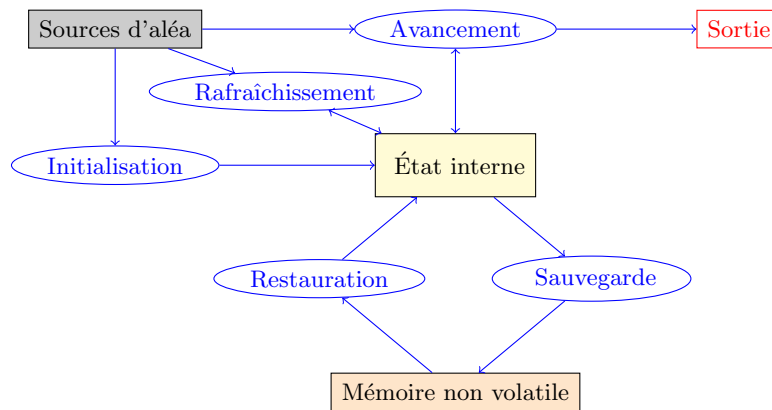 Sources d'aléa
Avancement
Sortie
Rafraîchissement
Initialisation
État interne
Restauration
Sauvegarde
Mémoire non volatile